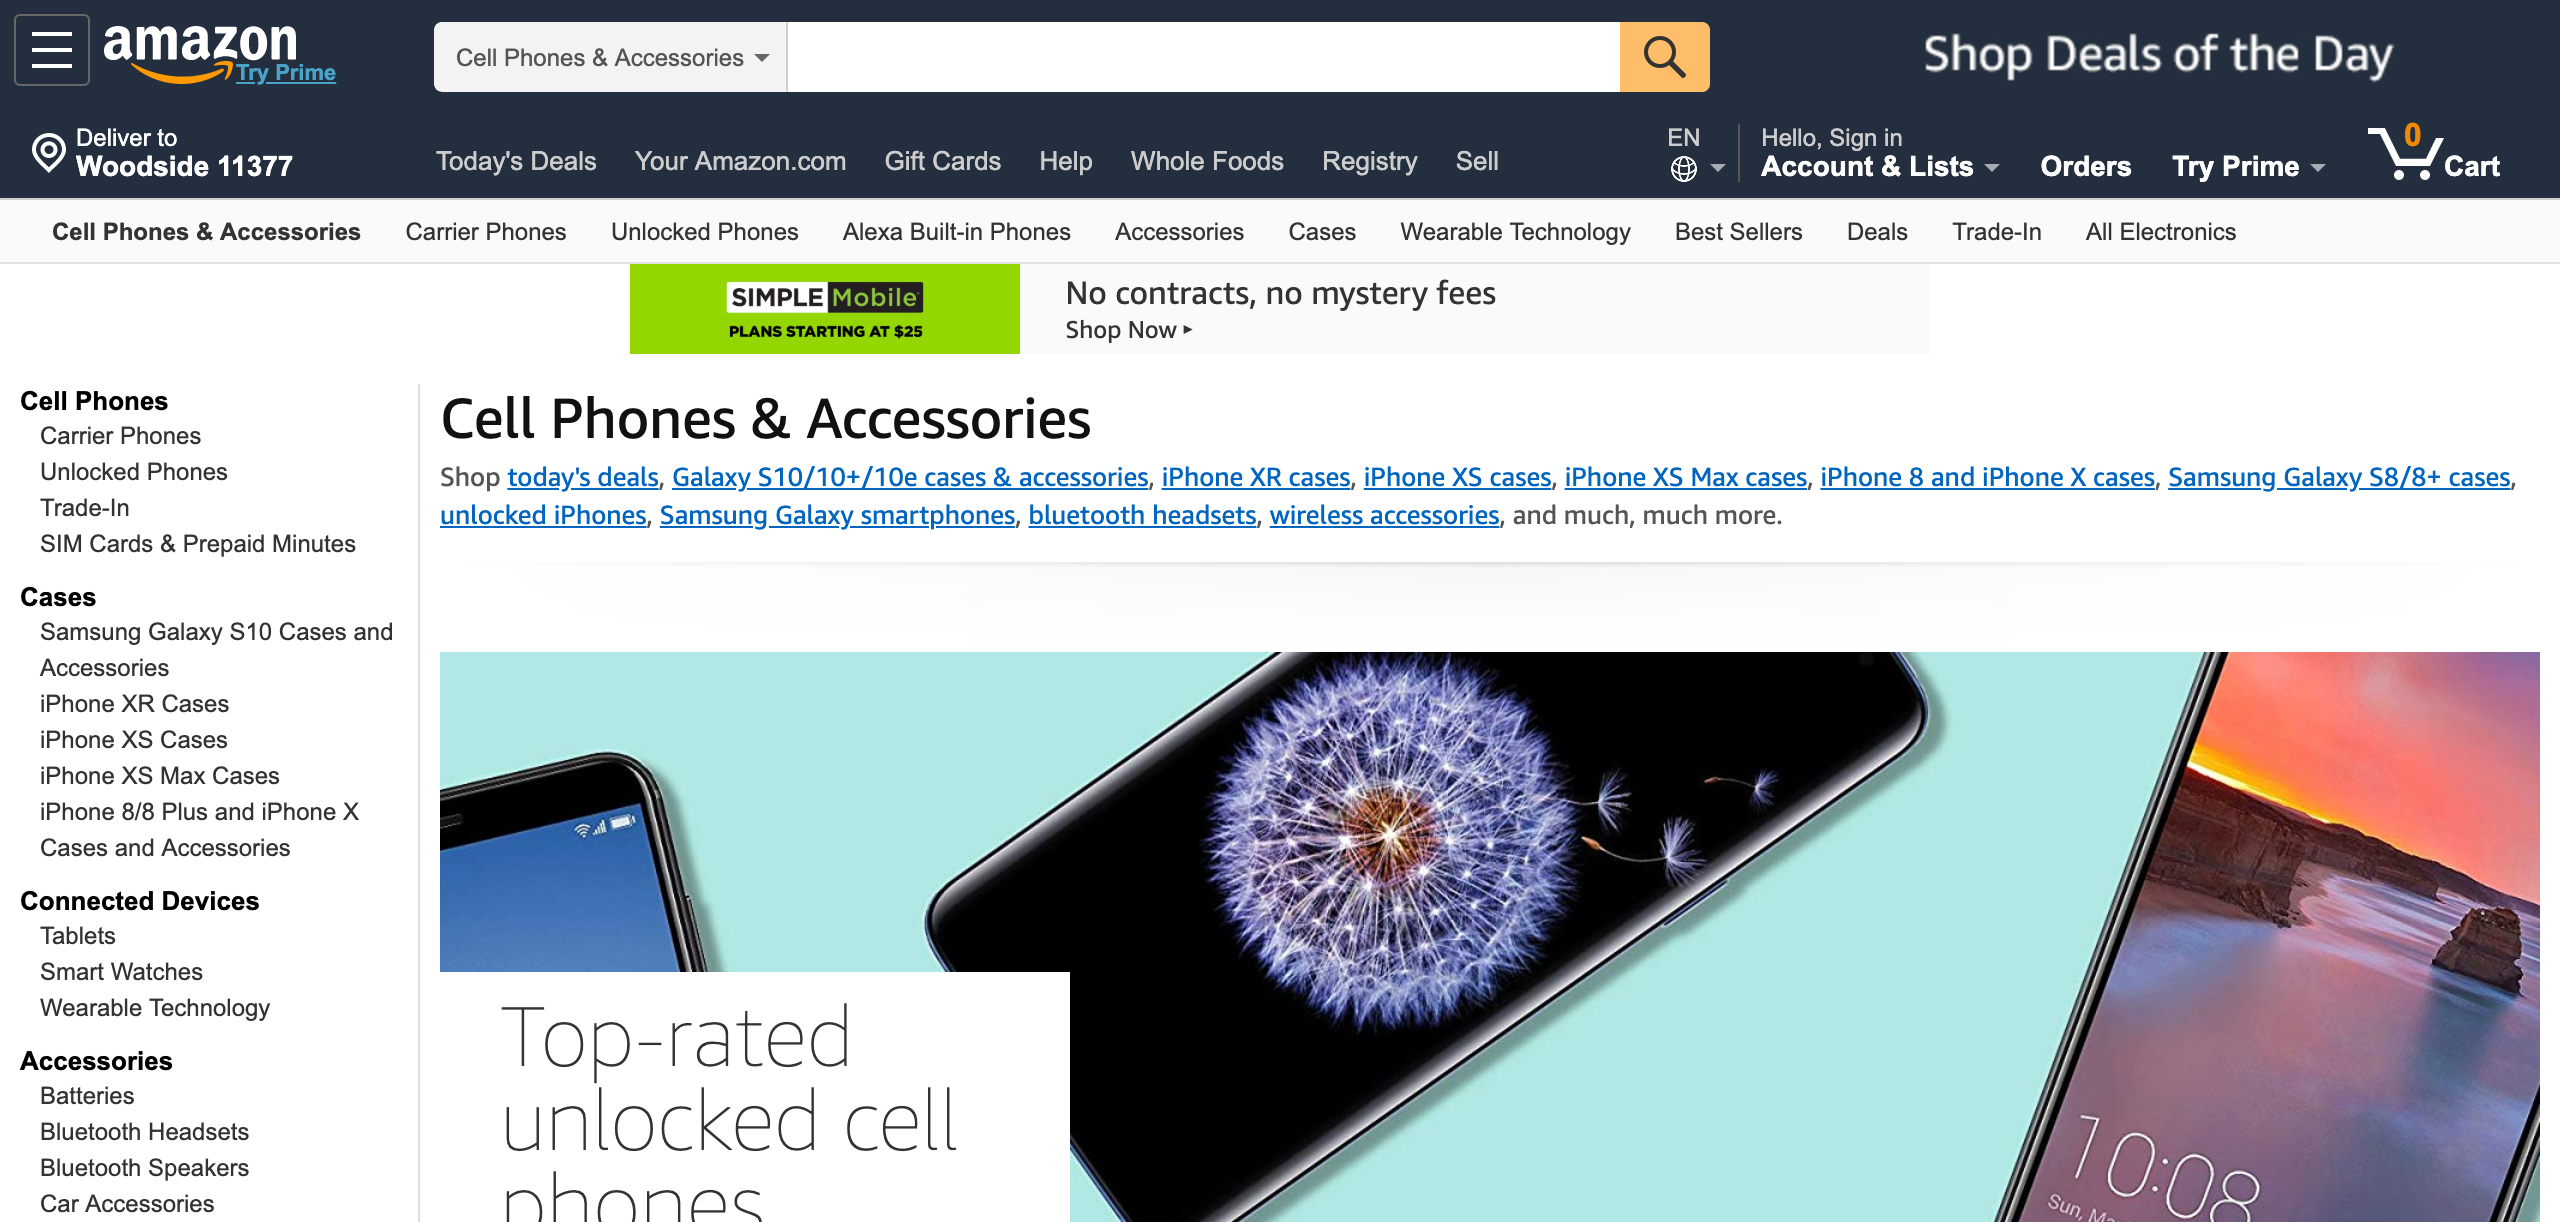 amazon
Try Prime
Cell Phones & Accessories
Shop Deals of the Day
Deliver to
Woodside 11377
Today's Deals Your Amazon.com Gift Cards Help Whole Foods Registry Sell
EN
Hello, Sign in
Account & Lists
Orders
Try Prime
0
Cart
Cell Phones & Accessories Carrier Phones Unlocked Phones Alexa Built-in Phones Accessories Cases Wearable Technology Best Sellers Deals Trade-In All Electronics
SIMPLE Mobile
PLANS STARTING AT $25
No contracts, no mystery fees
Shop Now
Cell Phones
Carrier Phones
Unlocked Phones
Trade-In
SIM Cards & Prepaid Minutes
Cases
Samsung Galaxy S10 Cases and
Accessories
iPhone XR Cases
iPhone XS Cases
iPhone XS Max Cases
iPhone 8/8 Plus and iPhone X
Cases and Accessories
Connected Devices
Tablets
Smart Watches
Wearable Technology
Accessories
Batteries
Bluetooth Headsets
Bluetooth Speakers
Car Accessories
Cell Phones & Accessories
Shop today's deals, Galaxy S10/10+/10e cases & accessories, iPhone XR cases, iPhone XS cases, iPhone XS Max cases, iPhone 8 and iPhone X cases, Samsung Galaxy S8/8+ cases,
unlocked iPhones, Samsung Galaxy smartphones, bluetooth headsets, wireless accessories, and much, much more.
Top-rated
unlocked cell
phones
10:08
Sun,